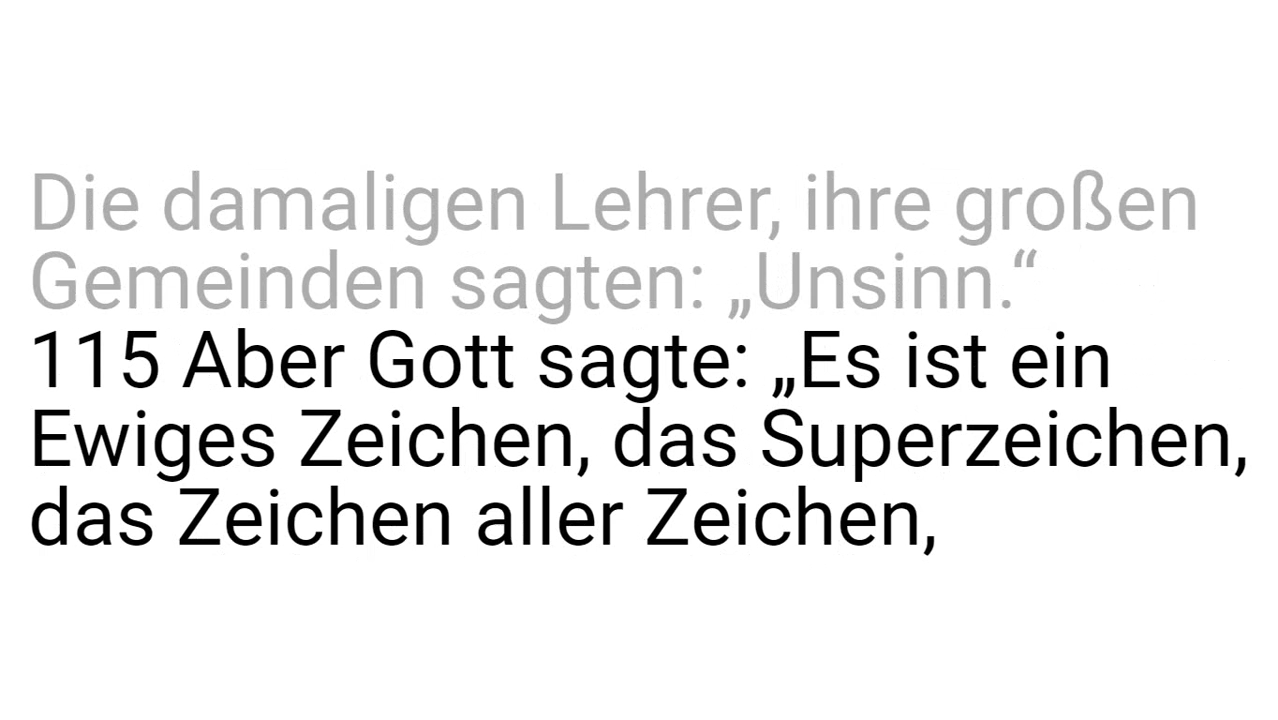 Die damaligen Lehrer, ihre großen
Gemeinden sagten: „Unsinn.“
115 Aber Gott sagte: „Es ist ein
Ewiges Zeichen, das Superzeichen,
das Zeichen aller Zeichen,